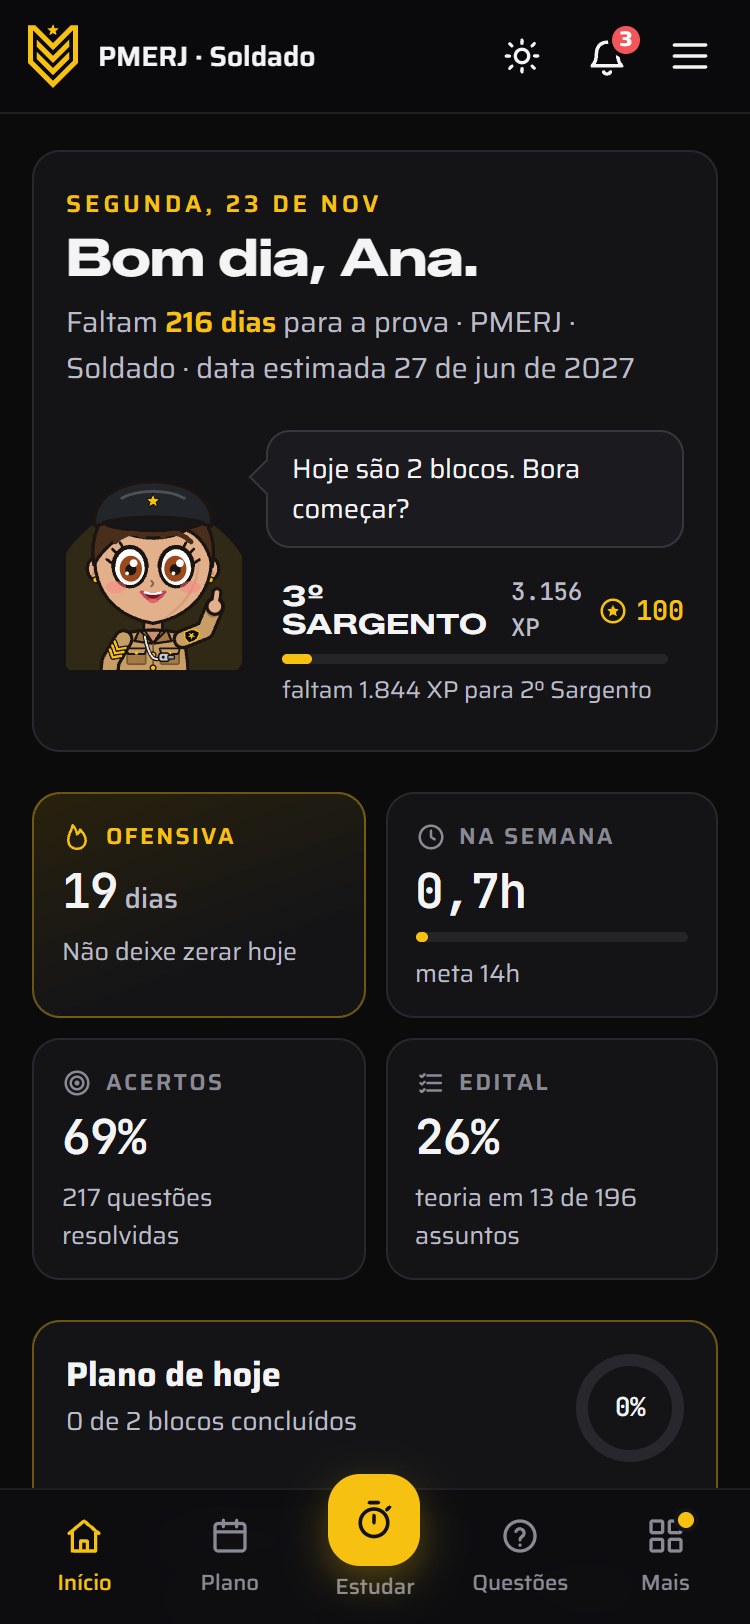 PMERJ · Soldado
3
SEGUNDA, 23 DE NOV
Bom dia, Ana.
Faltam 216 dias para a prova · PMERJ ·
Soldado · data estimada 27 de jun de 2027
Hoje são 2 blocos. Bora
começar?
3º
SARGENTO
3.156
XP
100
faltam 1.844 XP para 2º Sargento
OFENSIVA
19 dias
Não deixe zerar hoje
NA SEMANA
0,7h
meta 14h
ACERTOS
69%
217 questões
resolvidas
EDITAL
26%
teoria em 13 de 196
assuntos
Plano de hoje
0 de 2 blocos concluídos
0%
Início
Plano
Estudar
Questões
Mais